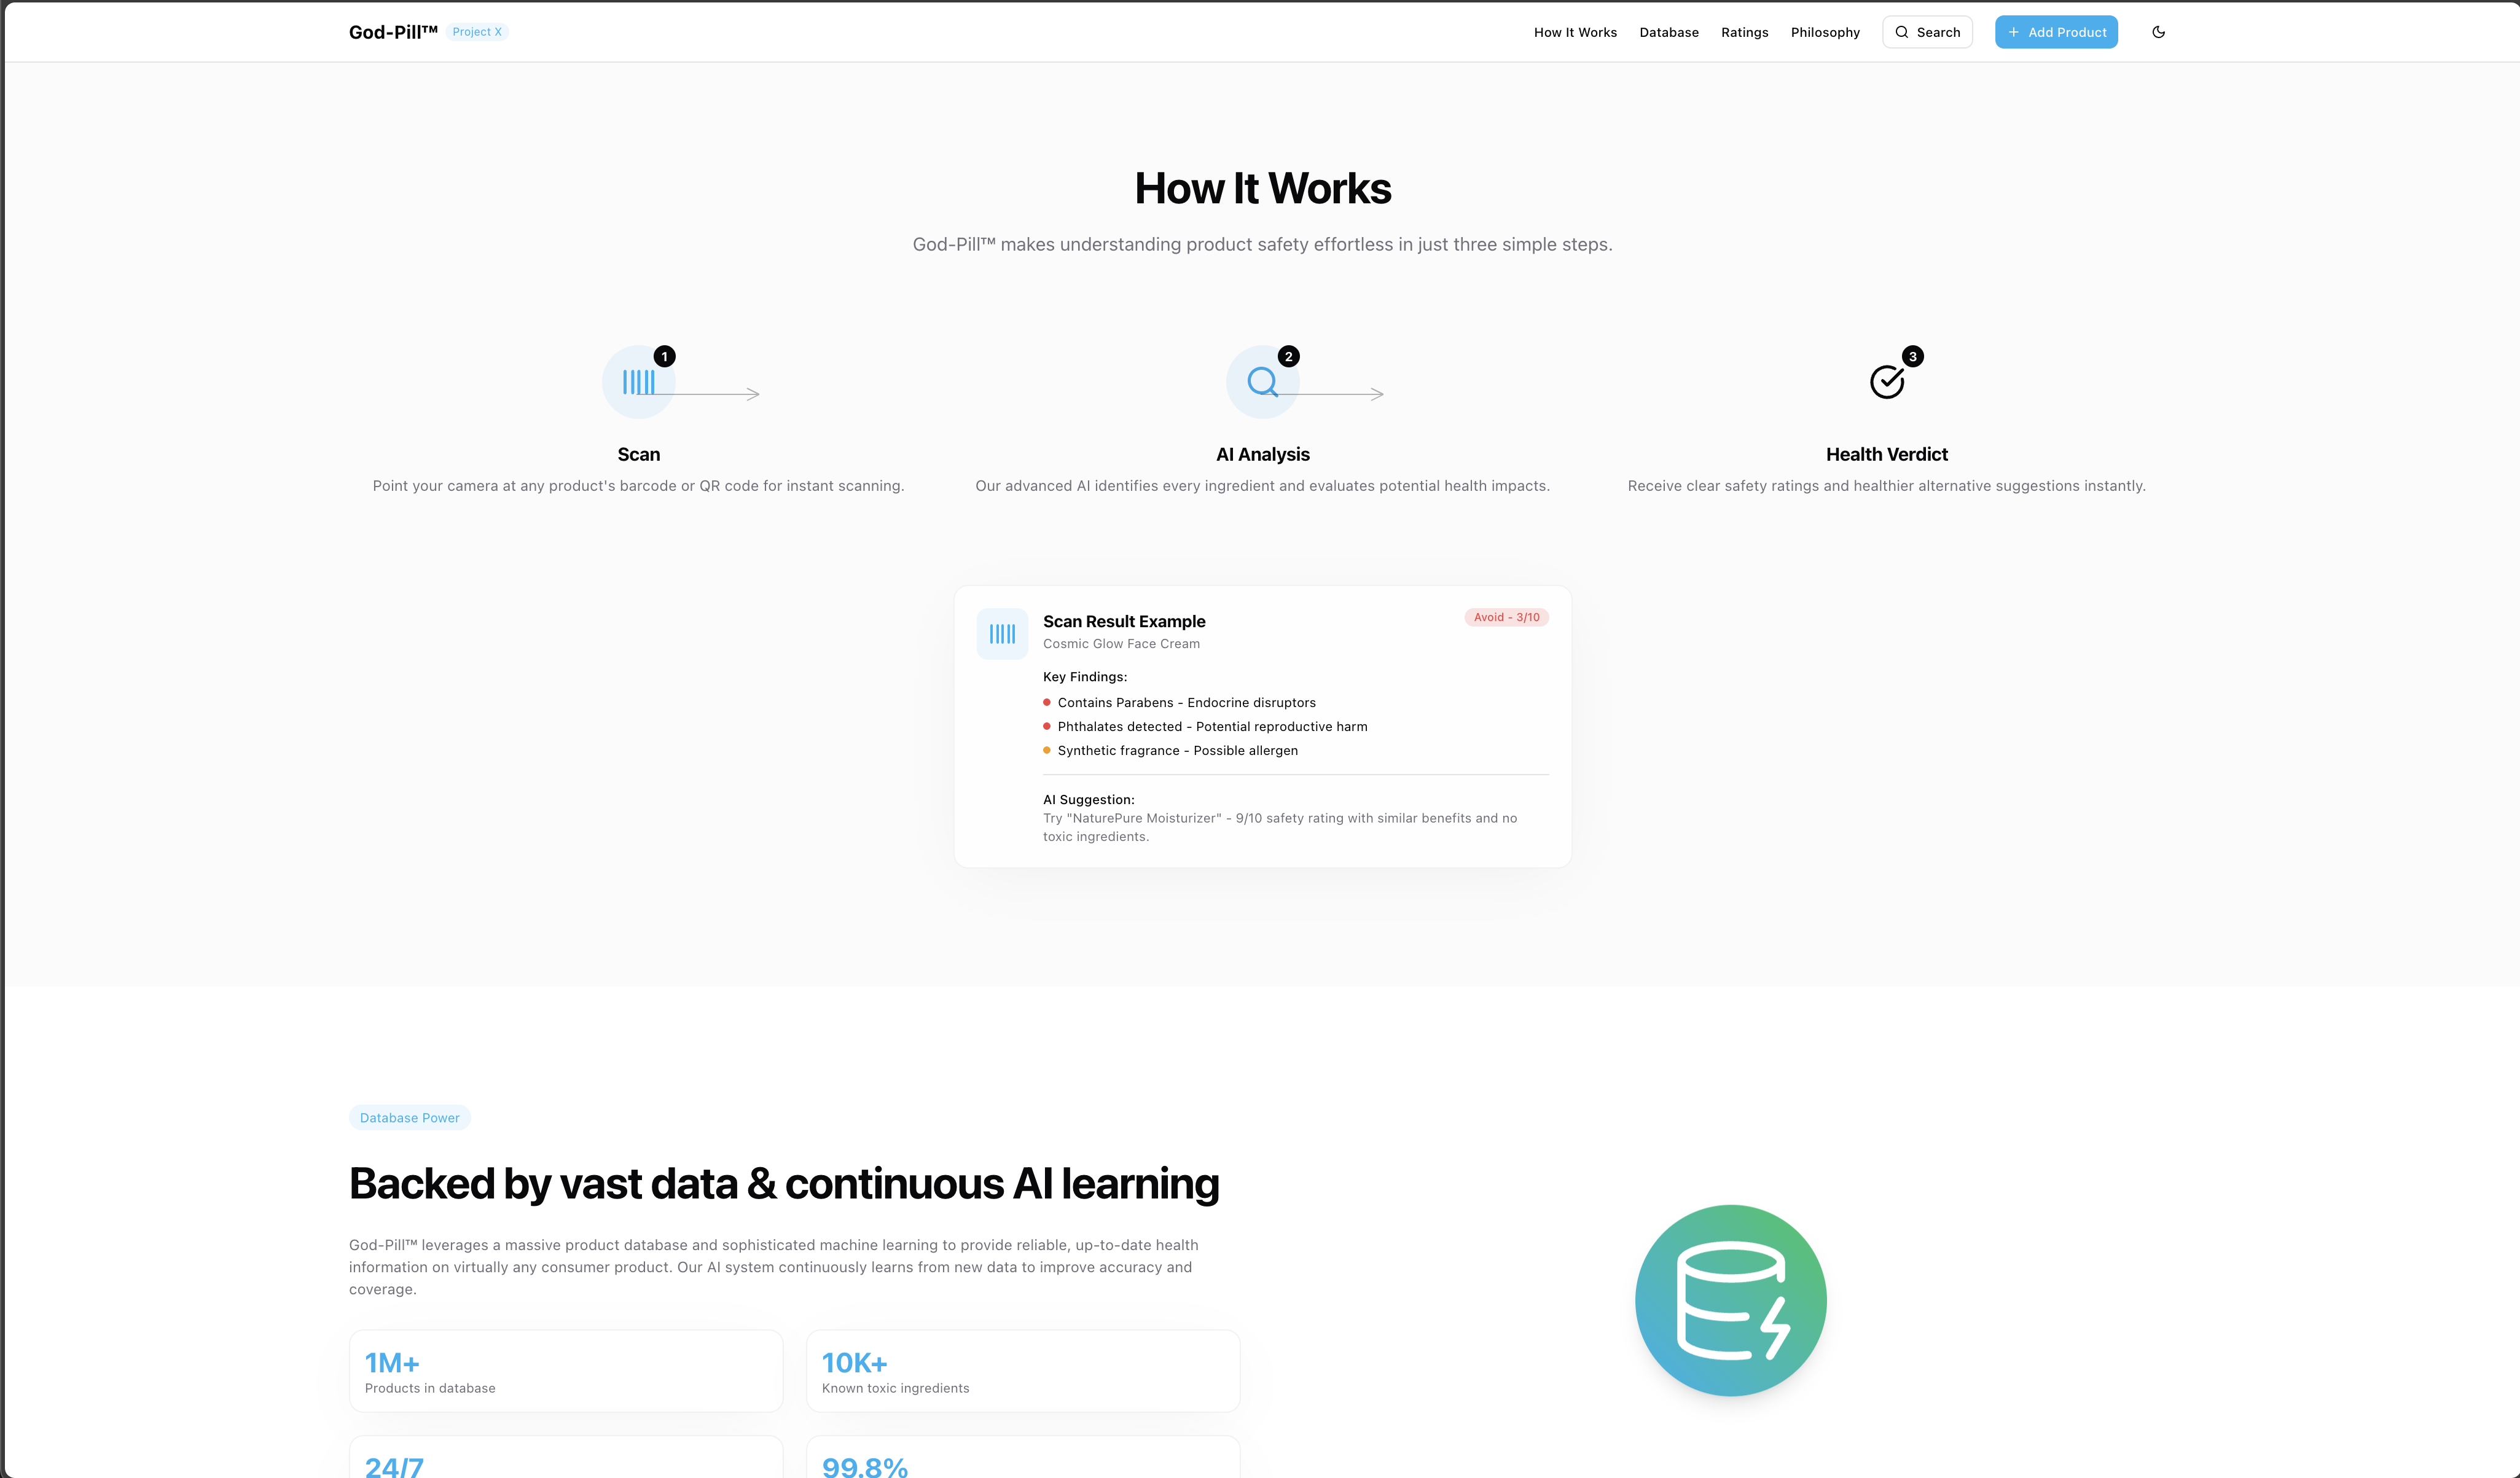 God-Pill™ Project X How It Works Database Ratings Philosophy Search Add Product
How It Works
God-Pill™ makes understanding product safety effortless in just three simple steps.
1
Scan
Point your camera at any product's barcode or QR code for instant scanning.
2
AI Analysis
Our advanced AI identifies every ingredient and evaluates potential health impacts.
3
Health Verdict
Receive clear safety ratings and healthier alternative suggestions instantly.
Scan Result Example
Avoid - 3/10
Cosmic Glow Face Cream
Key Findings:
Contains Parabens - Endocrine disruptors
Phthalates detected - Potential reproductive harm
Synthetic fragrance - Possible allergen
AI Suggestion:
Try "NaturePure Moisturizer" - 9/10 safety rating with similar benefits and no
toxic ingredients.
Database Power
Backed by vast data & continuous AI learning
God-Pill™ leverages a massive product database and sophisticated machine learning to provide reliable, up-to-date health
information on virtually any consumer product. Our AI system continuously learns from new data to improve accuracy and
coverage.
1M+
Products in database
10K+
Known toxic ingredients
24/7
99.8%